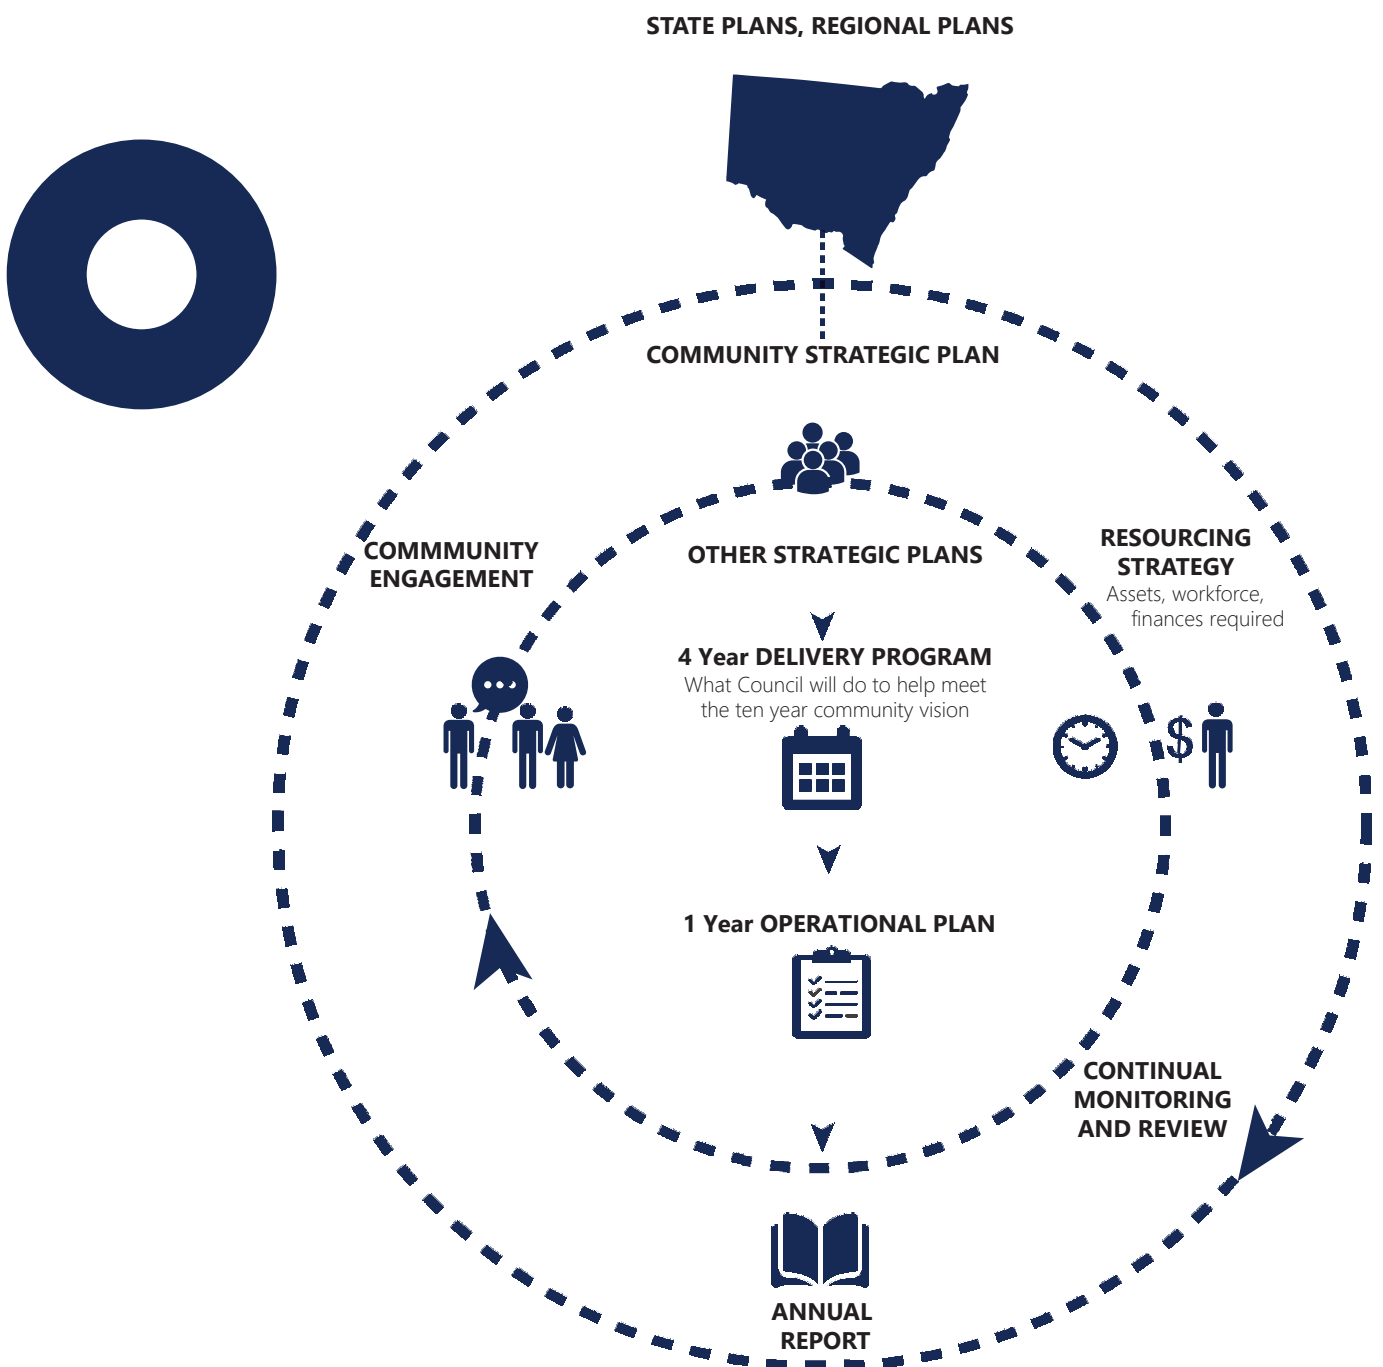 STATE PLANS, REGIONAL PLANS
COMMUNITY STRATEGIC PLAN
COMMMUNITY
ENGAGEMENT
OTHER STRATEGIC PLANS
RESOURCING
STRATEGY
Assets, workforce,
finances required
4 Year DELIVERY PROGRAM
What Council will do to help meet
the ten year community vision
$
1 Year OPERATIONAL PLAN
CONTINUAL
MONITORING
AND REVIEW
ANNUAL
REPORT